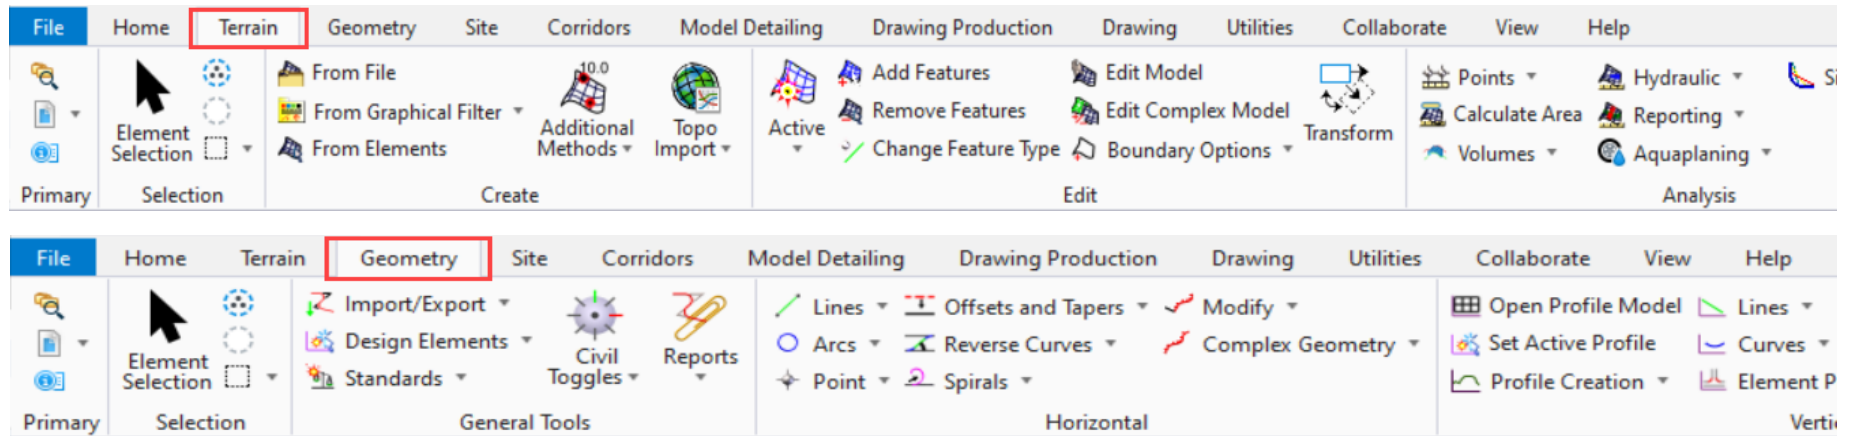 File Home Terrain Geometry Site Corridors Model Detailing Drawing Production Drawing Utilities Collaborate View Help
From File 10.0 Add Features Edit Model Points Hydraulic
From Graphical Filter Remove Features Edit Complex Model Calculate Area Reporting
Element Selection Additional Methods Topo Import Active Transform
From Elements Change Feature Type Boundary Options Volumes Aquaplaning
Primary Selection Create Edit Analysis
File Home Terrain Geometry Site Corridors Model Detailing Drawing Production Drawing Utilities Collaborate View Help
Import/Export Lines Offsets and Tapers Modify Open Profile Model Lines
Design Elements Arcs Reverse Curves Complex Geometry Set Active Profile Curves
Element Selection Civil Toggles Reports
Standards Point Spirals Profile Creation Element P
Primary Selection General Tools Horizontal Verti